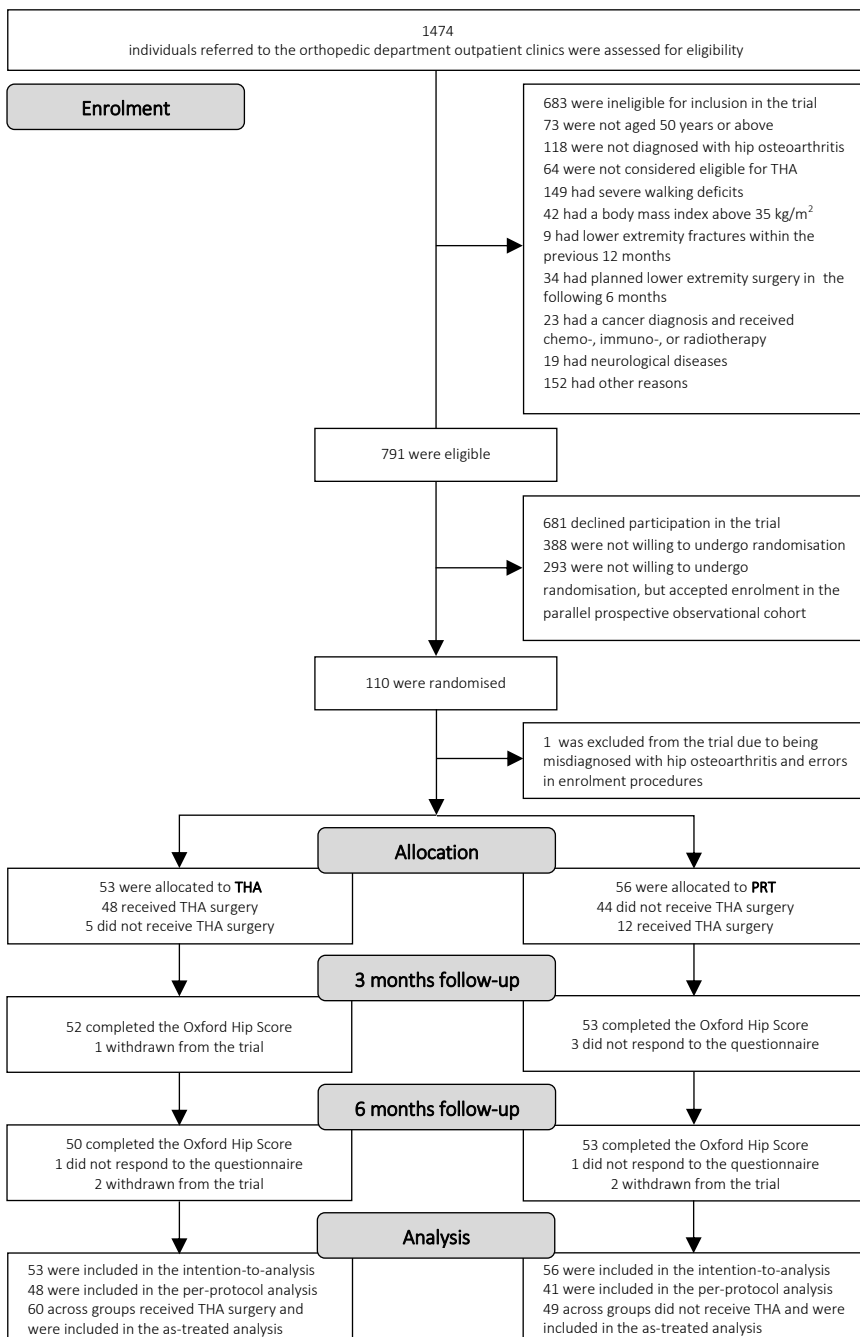 1474
individuals referred to the orthopedic department outpatient clinics were assessed for eligibility
Enrolment
683 were ineligible for inclusion in the trial
73 were not aged 50 years or above
118 were not diagnosed with hip osteoarthritis
64 were not considered eligible for THA
149 had severe walking deficits
42 had a body mass index above 35 kg/m²
9 had lower extremity fractures within the
previous 12 months
34 had planned lower extremity surgery in the
following 6 months
23 had a cancer diagnosis and received
chemo-, immuno-, or radiotherapy
19 had neurological diseases
152 had other reasons
791 were eligible
681 declined participation in the trial
388 were not willing to undergo randomisation
293 were not willing to undergo
randomisation, but accepted enrolment in the
parallel prospective observational cohort
110 were randomised
1 was excluded from the trial due to being
misdiagnosed with hip osteoarthritis and errors
in enrolment procedures
Allocation
53 were allocated to THA
48 received THA surgery
5 did not receive THA surgery
56 were allocated to PRT
44 did not receive THA surgery
12 received THA surgery
3 months follow-up
52 completed the Oxford Hip Score
1 withdrawn from the trial
53 completed the Oxford Hip Score
3 did not respond to the questionnaire
6 months follow-up
50 completed the Oxford Hip Score
1 did not respond to the questionnaire
2 withdrawn from the trial
53 completed the Oxford Hip Score
1 did not respond to the questionnaire
2 withdrawn from the trial
Analysis
53 were included in the intention-to-analysis
48 were included in the per-protocol analysis
60 across groups received THA surgery and
were included in the as-treated analysis
56 were included in the intention-to-analysis
41 were included in the per-protocol analysis
49 across groups did not receive THA and were
included in the as-treated analysis